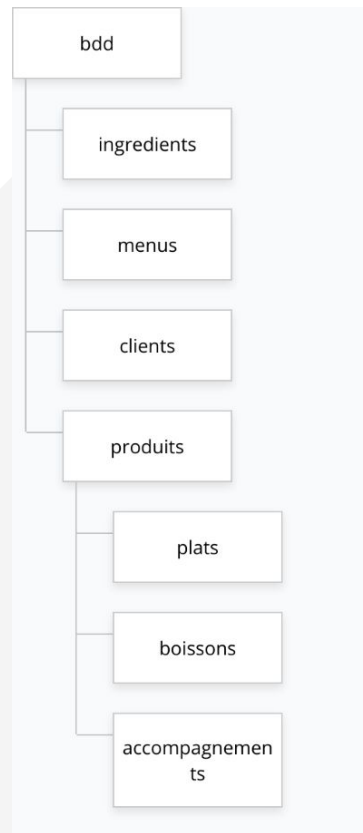 bdd
ingredients
menus
clients
produits
plats
boissons
accompagnemen
ts